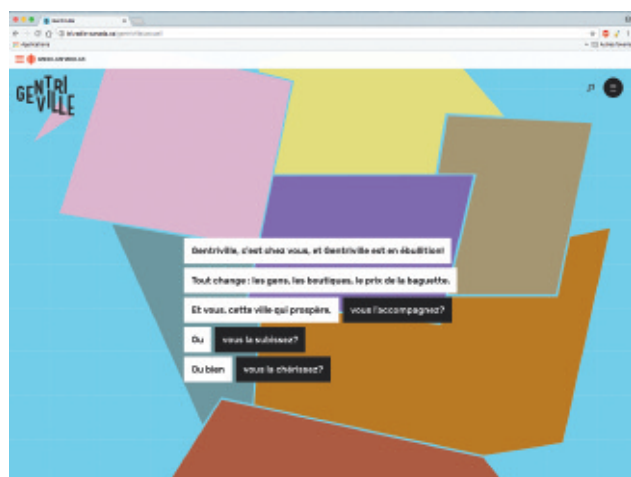 Gentriville
Applications
GENTRI
VILLE
Gentriville, c'est chez vous, et Gentriville est en ébullition!
Tout change : les gens, les boutiques, le prix de la baguette.
Et vous, cette ville qui prospère, vous l'accompagnez?
Ou vous la subissez?
Ou bien vous la chérissez?